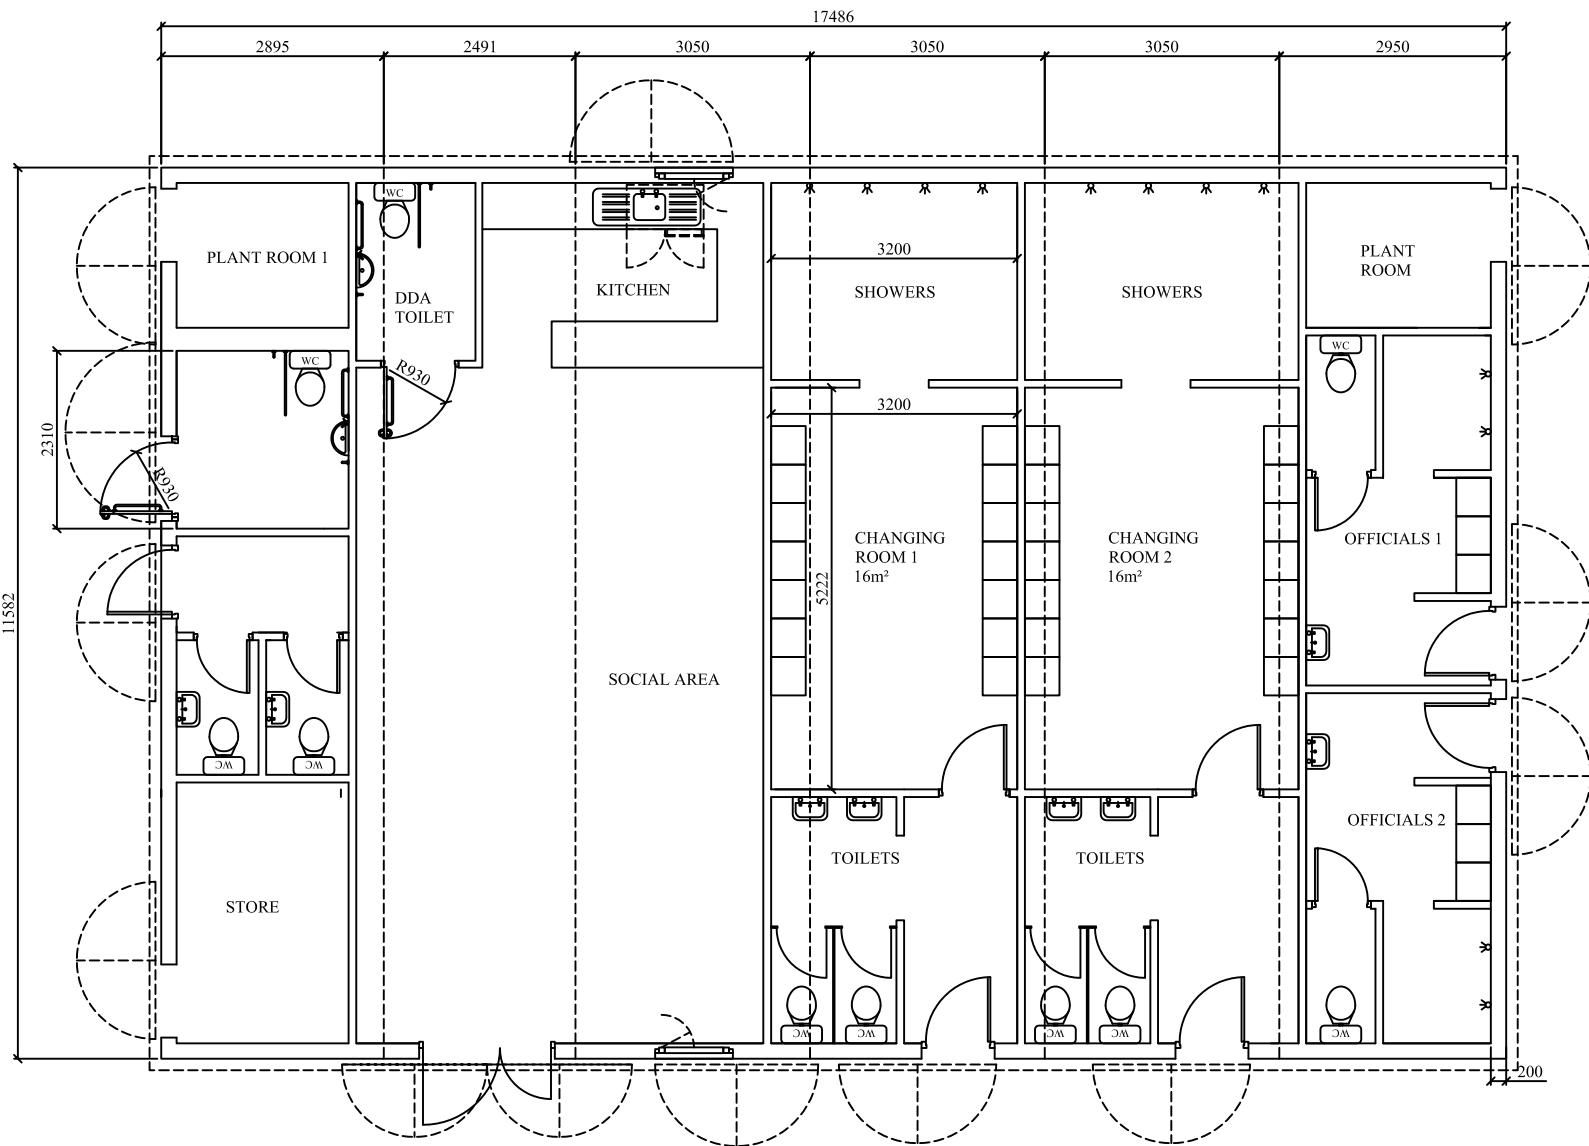 17486
2895
2491
3050
3050
3050
2950
WC
PLANT ROOM 1
3200
PLANT
ROOM
KITCHEN
SHOWERS
SHOWERS
DDA
TOILET
WC
WC
R930
3200
2310
R930
CHANGING
ROOM 1
16m²
CHANGING
ROOM 2
16m²
OFFICIALS 1
5222
11582
SOCIAL AREA
WC
WC
OFFICIALS 2
TOILETS
TOILETS
STORE
WC
WC
WC
WC
WC
200